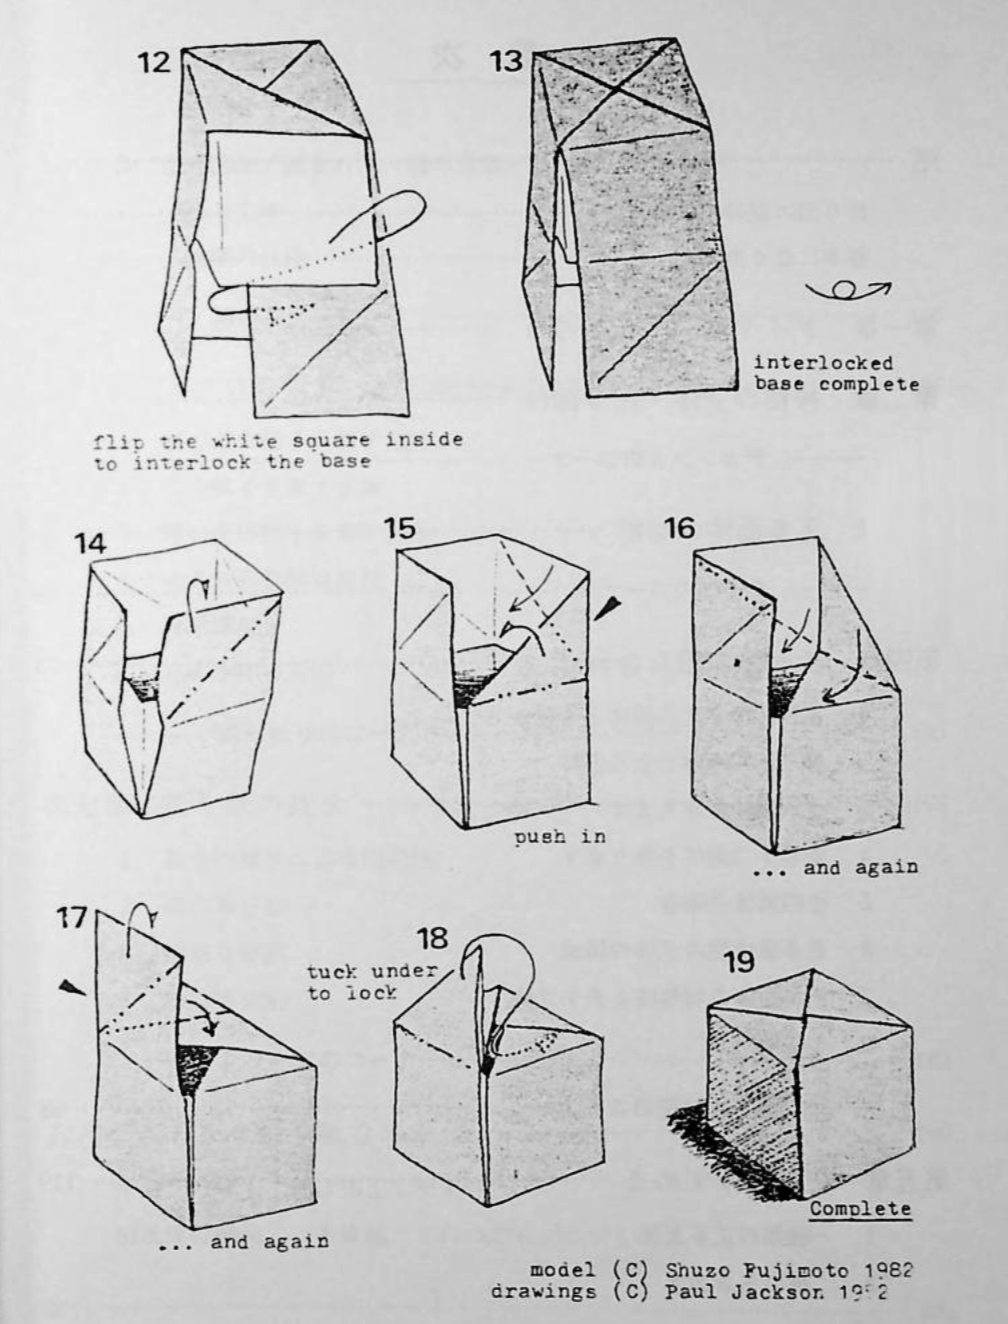 12
13
interlocked
base complete
flip the white square inside
to interlock the base
14
15
16
push in
... and again
17
18
tuck under
to lock
19
... and again
Complete
model (C) Shuzo Fujimoto 1982
drawings (C) Paul Jackson